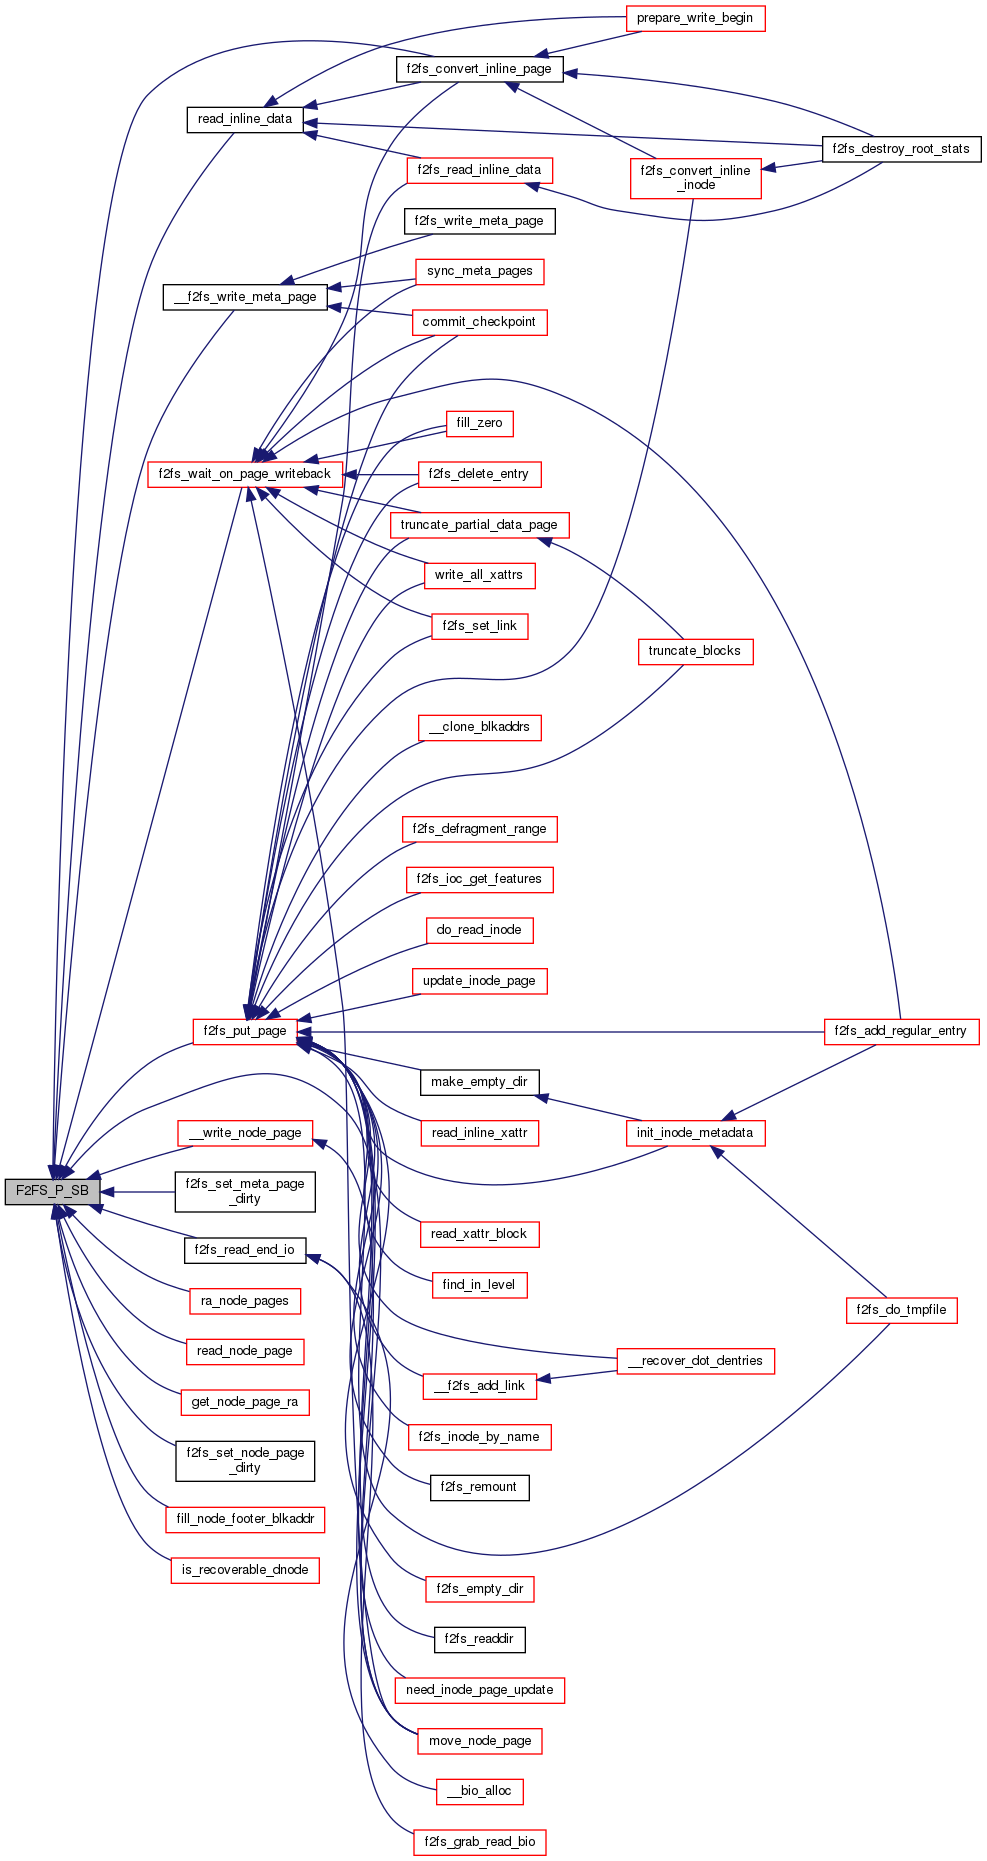 prepare_write_begin
f2fs_convert_inline_page
read_inline_data
f2fs_destroy_root_stats
f2fs_read_inline_data
f2fs_convert_inline
_inode
f2fs_write_meta_page
sync_meta_pages
__f2fs_write_meta_page
commit_checkpoint
fill_zero
f2fs_wait_on_page_writeback
f2fs_delete_entry
truncate_partial_data_page
write_all_xattrs
f2fs_set_link
truncate_blocks
__clone_blkaddrs
f2fs_defragment_range
f2fs_ioc_get_features
do_read_inode
update_inode_page
f2fs_put_page
f2fs_add_regular_entry
make_empty_dir
__write_node_page
read_inline_xattr
init_inode_metadata
F2FS_P_SB
f2fs_set_meta_page
_dirty
read_xattr_block
f2fs_read_end_io
find_in_level
ra_node_pages
f2fs_do_tmpfile
read_node_page
__recover_dot_dentries
__f2fs_add_link
get_node_page_ra
f2fs_inode_by_name
f2fs_set_node_page
_dirty
f2fs_remount
fill_node_footer_blkaddr
is_recoverable_dnode
f2fs_empty_dir
f2fs_readdir
need_inode_page_update
move_node_page
__bio_alloc
f2fs_grab_read_bio